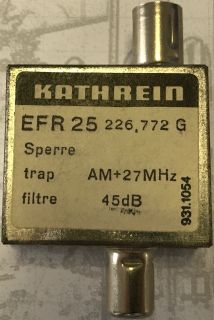 KATHREIN
EFR 25 226,772 G
Sperre
trap AM+27MHz
filtre 45dB
931.1054